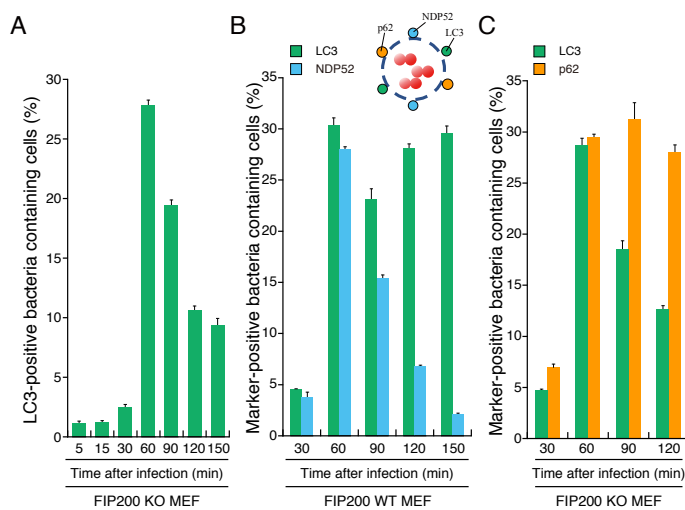 A
LC3-positive bacteria containing cells (%)
30
25
20
10
5
0
5 15 30 60 90 120 150
Time after infection (min)
FIP200 KO MEF
B
LC3
NDP52
p62
NDP52
LC3
Marker-positive bacteria containing cells (%)
35
30
25
15
10
5
0
30 60 90 120 150
Time after infection (min)
FIP200 WT MEF
C
LC3
p62
Marker-positive bacteria containing cells (%)
35
30
25
15
10
5
0
30 60 90 120
Time after infection (min)
FIP200 KO MEF